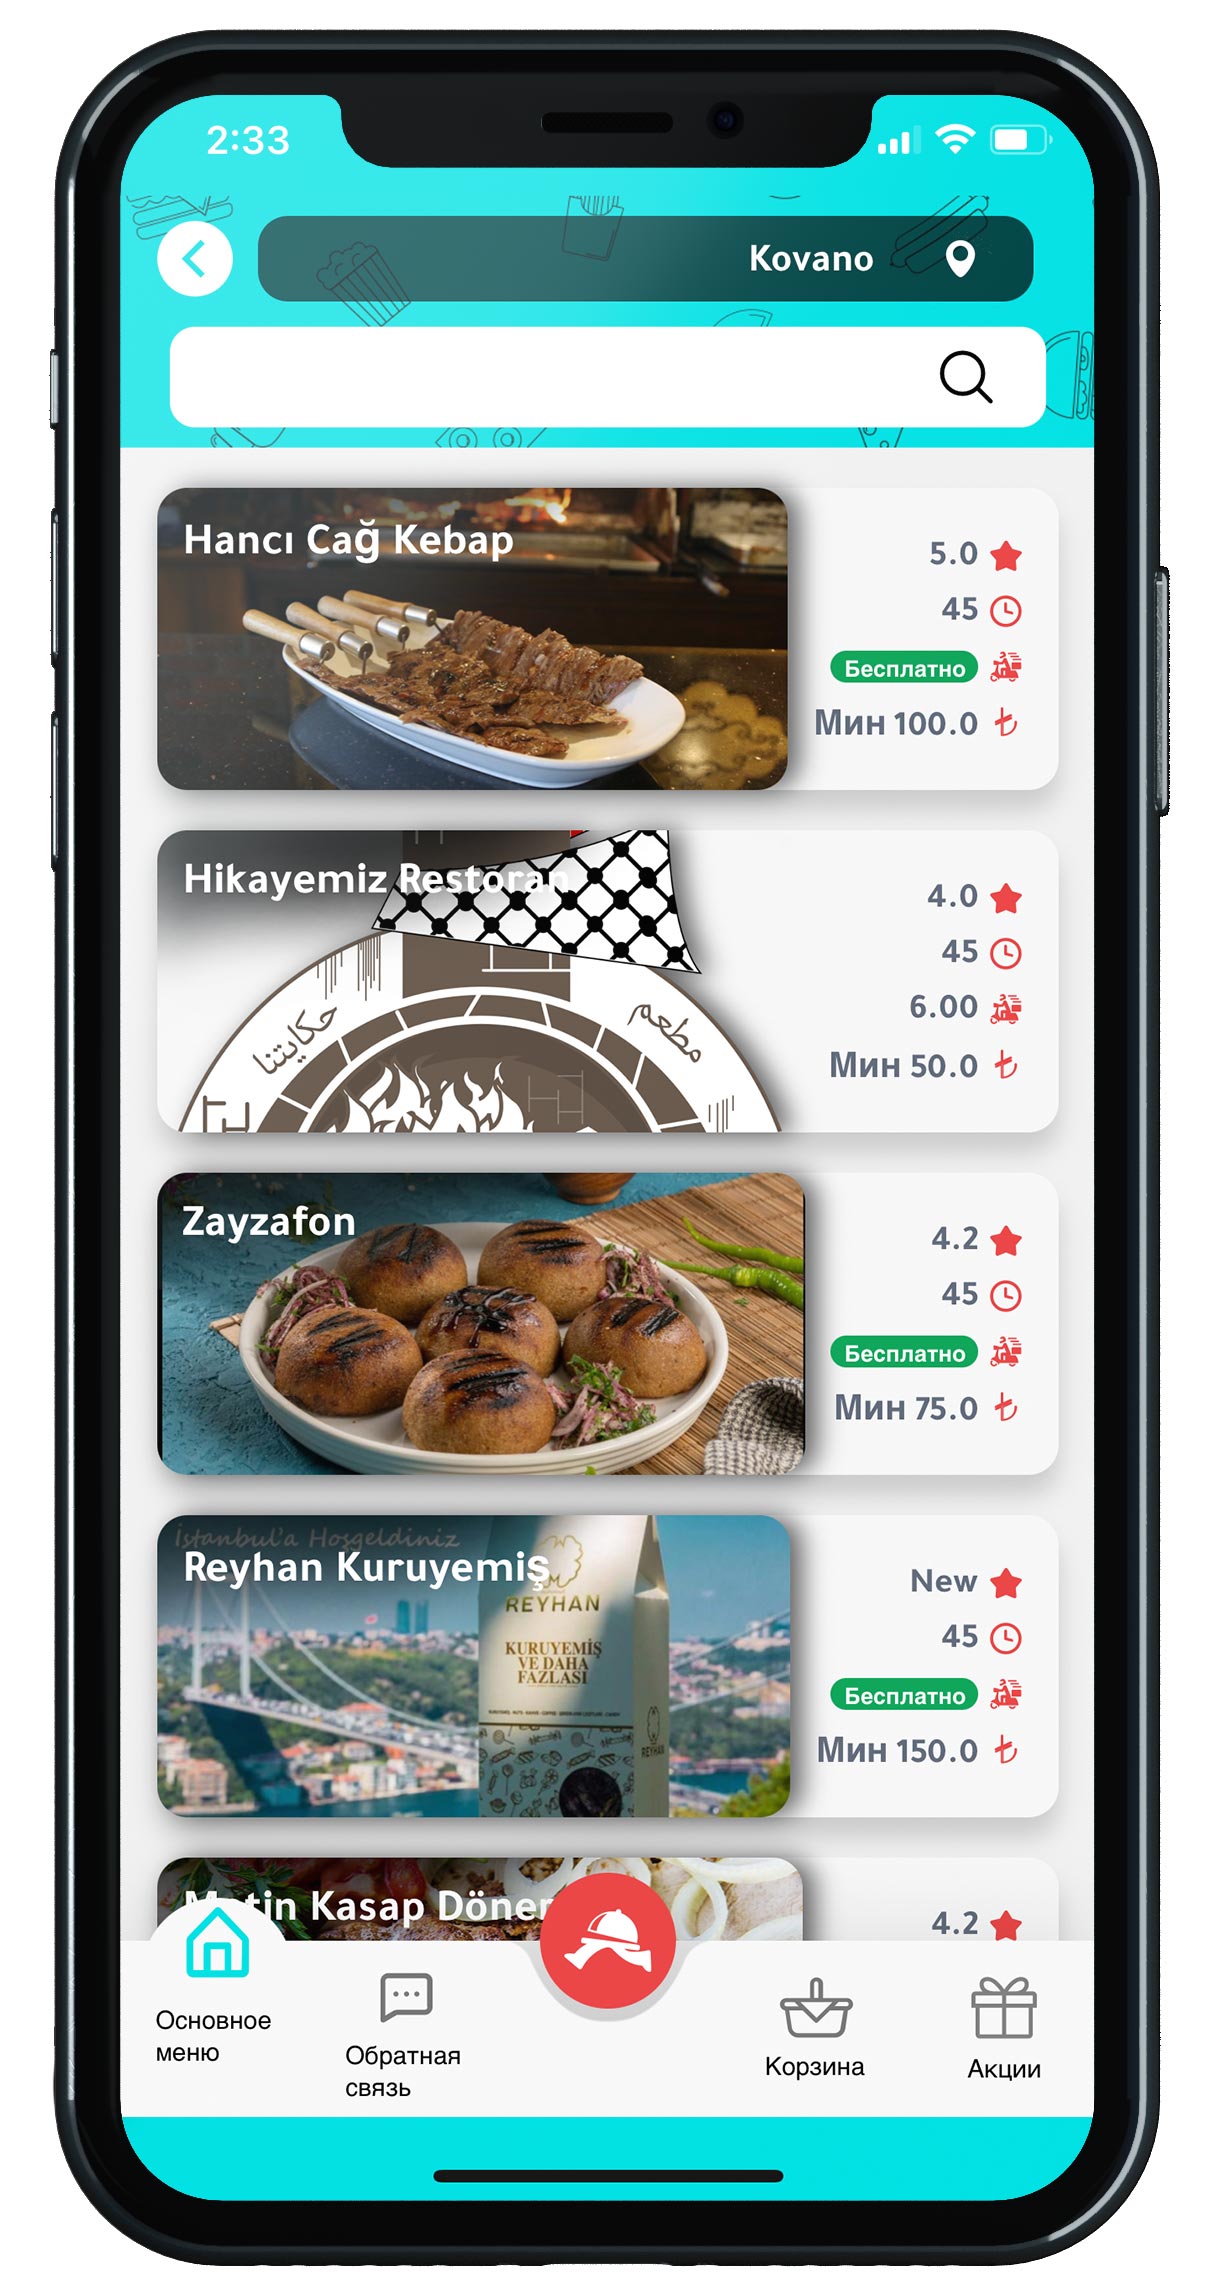 2:33
Kovano
Hancı Cağ Kebap
5.0
45
Бесплатно
Мин 100.0 ₺
Hikayemiz Restoran
حكايتنا
مطعم
4.0
45
6.00
Мин 50.0 ₺
Zayzafon
4.2
45
Бесплатно
Мин 75.0 ₺
İstanbul'a Hoşgeldiniz
Reyhan Kuruyemiş
REYHAN
KURUYEMİŞ
VE DAHA
FAZLASI
REYHAN
New
45
Бесплатно
Мин 150.0 ₺
Metin Kasap Döner
4.2
Основное
меню
Обратная
связь
Корзина
Акции